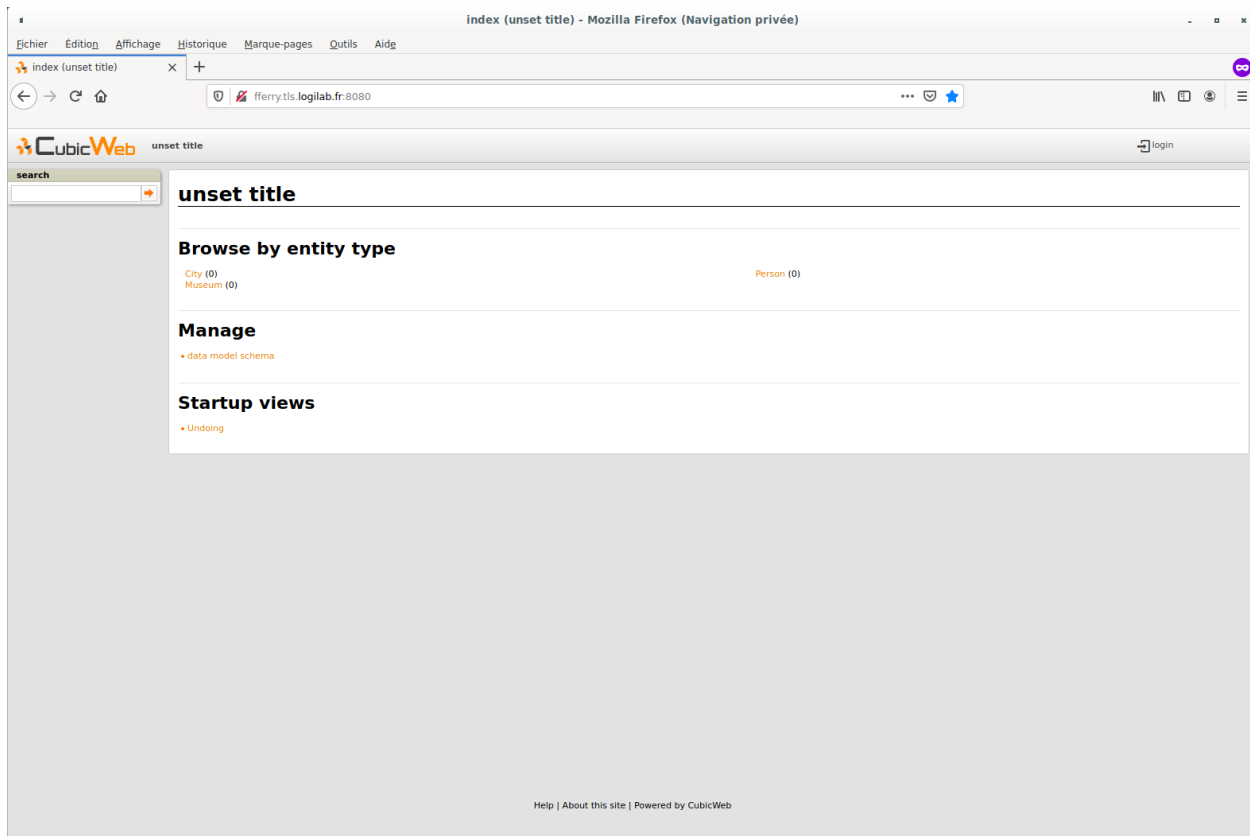 index (unset title) - Mozilla Firefox (Navigation privée)
Fichier Édition Affichage Historique Marque-pages Outils Aide
index (unset title)
fferry.tls.logilab.fr:8080
CubicWeb unset title login
search
unset title
Browse by entity type
City (0) Person (0)
Museum (0)
Manage
data model schema
Startup views
Undoing
Help | About this site | Powered by CubicWeb